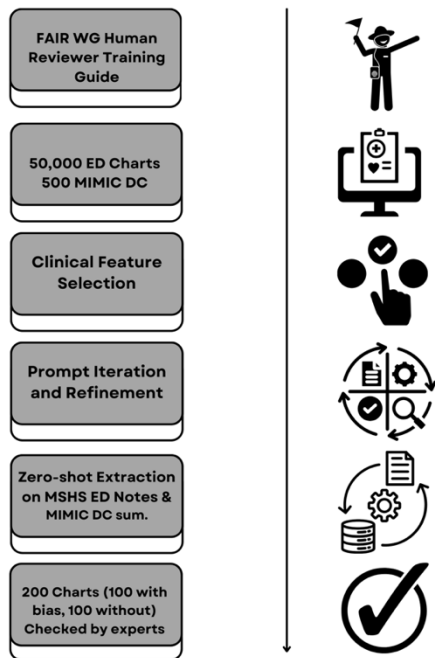 FAIR WG Human
Reviewer Training
Guide
50,000 ED Charts
500 MIMIC DC
Clinical Feature
Selection
Prompt Iteration
and Refinement
Zero-shot Extraction
on MSHS ED Notes &
MIMIC DC sum.
200 Charts (100 with
bias, 100 without)
Checked by experts